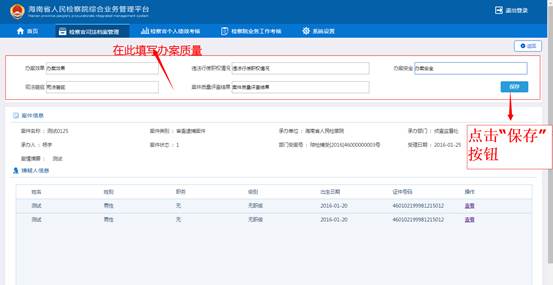 海南省人民检察院综合业务管理平台
Hainan province people's procuratorate integrated management system
退出登录
首页
检察官司法档案管理
检察官个人绩效考核
检察院业务工作考核
系统设置
在此填写办案质量
返回
办案效果
办案效果
违法行使职权情况
违法行使职权情况
办案安全
办案安全
司法瑕疵
司法瑕疵
案件质量评查结果
案件质量评查结果
保存
点击“保存”
按钮
案件信息
案件名称： 测试0125
案件类别： 审查逮捕案件
承办单位： 海南省人民检察院
承办部门： 侦查监督处
承办人： 杨宇
案件状态： 1
部门受案号： 琼检捕受[2016]46000000003号
受理日期： 2016-01-25
案情摘要： 测试
嫌疑人信息
姓名 性别 职务 级别 出生日期 证件号码 操作
测试 男性 无 无职级 2016-01-20 460102199981215012 查看
测试 男性 无 无职级 2016-01-20 460102199981215012 查看